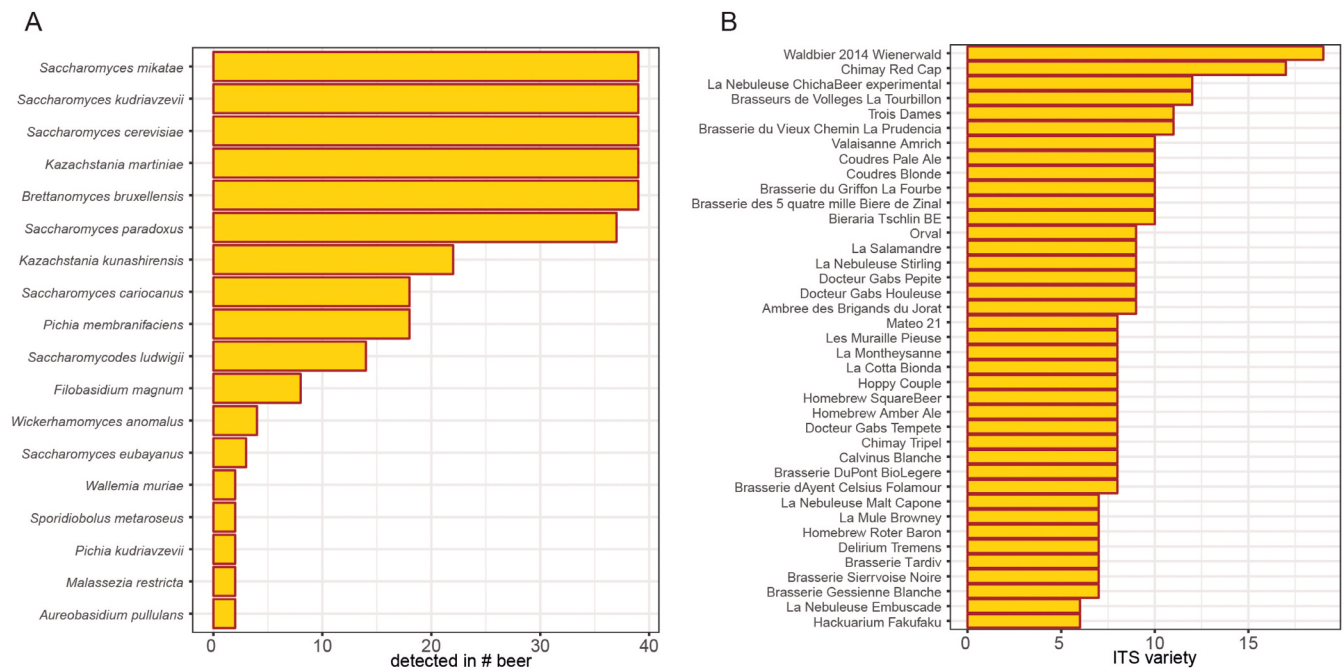 A
Saccharomyces mikatae
Saccharomyces kudriavzevii
Saccharomyces cerevisiae
Kazachstania martiniae
Brettanomyces bruxellensis
Saccharomyces paradoxus
Kazachstania kunashirensis
Saccharomyces cariocanus
Pichia membranifaciens
Saccharomycodes ludwigii
Filobasidium magnum
Wickerhamomyces anomalus
Saccharomyces eubayanus
Wallemia muriae
Sporidiobolus metaroseus
Pichia kudriavzevii
Malassezia restricta
Aureobasidium pullulans
0 10 20 30 40
detected in # beer
B
Waldbier 2014 Wienerwald
Chimay Red Cap
La Nebuleuse ChichaBeer experimental
Brasseurs de Volleges La Tourbillon
Trois Dames
Brasserie du Vieux Chemin La Prudencia
Valaisanne Amrich
Coudres Pale Ale
Coudres Blonde
Brasserie du Griffon La Fourbe
Brasserie des 5 quatre mille Biere de Zinal
Bieraria Tschlin BE
Orval
La Salamandre
La Nebuleuse Stirling
Docteur Gabs Pepite
Docteur Gabs Houleuse
Ambree des Brigands du Jorat
Mateo 21
Les Muraille Pieuse
La Montheysanne
La Cotta Bionda
Hoppy Couple
Homebrew SquareBeer
Homebrew Amber Ale
Docteur Gabs Tempete
Chimay Tripel
Calvinus Blanche
Brasserie DuPont BioLegere
Brasserie dAyent Celsius Folamour
La Nebuleuse Malt Capone
La Mule Browney
Homebrew Roter Baron
Delirium Tremens
Brasserie Tardiv
Brasserie Sierrvoise Noire
Brasserie Gessienne Blanche
La Nebuleuse Embuscade
Hackuarium Fakufaku
0 5 10 15
ITS variety